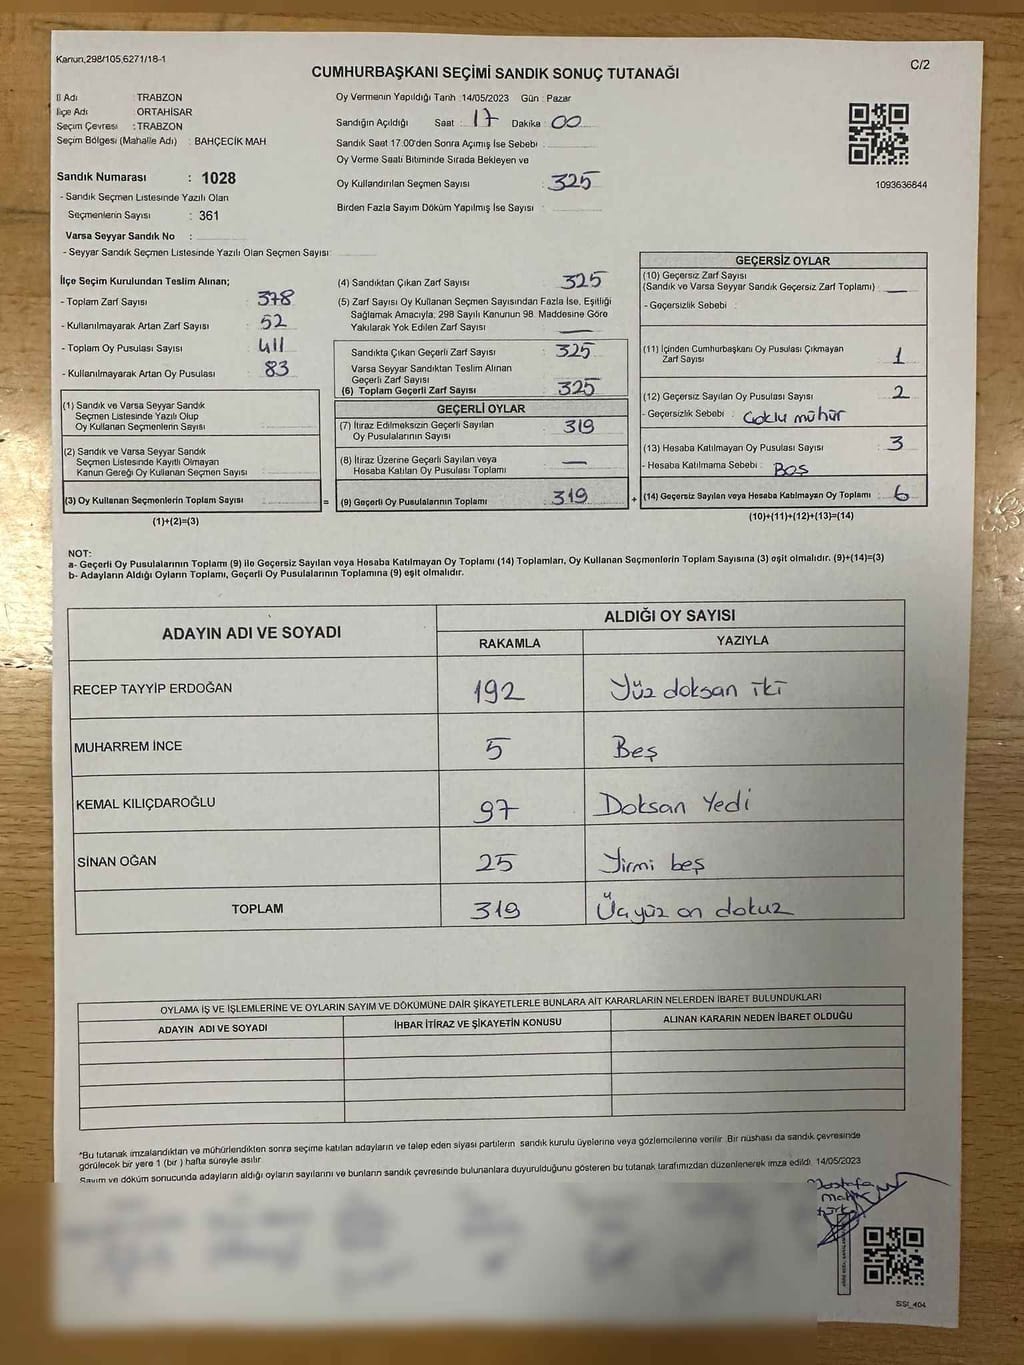 Kanun,298/105,6271/18-1
C/2
CUMHURBAŞKANI SEÇİMİ SANDIK SONUÇ TUTANAĞI
İl Adı : TRABZON
İlçe Adı : ORTAHİSAR
Seçim Çevresi : TRABZON
Seçim Bölgesi (Mahalle Adı) : BAHÇECİK MAH
Sandık Numarası : 1028
- Sandık Seçmen Listesinde Yazılı Olan
Seçmenlerin Sayısı : 361
Varsa Seyyar Sandık No :
- Seyyar Sandık Seçmen Listesinde Yazılı Olan Seçmen Sayısı:
Oy Vermenin Yapıldığı Tarih :14/05/2023 Gün : Pazar
Sandığın Açıldığı Saat : 17 Dakika : 00
Sandık Saat 17:00'den Sonra Açımış İse Sebebi :
Oy Verme Saati Bitiminde Sırada Bekleyen ve
Oy Kullandırılan Seçmen Sayısı : 325
Birden Fazla Sayım Döküm Yapılmış İse Sayısı :
1093636844
İlçe Seçim Kurulundan Teslim Alınan;
- Toplam Zarf Sayısı 378
- Kullanılmayarak Artan Zarf Sayısı 52
- Toplam Oy Pusulası Sayısı 411
- Kullanılmayarak Artan Oy Pusulası 83
(1) Sandık ve Varsa Seyyar Sandık
Seçmen Listesinde Yazılı Olup
Oy Kullanan Seçmenlerin Sayısı
(2) Sandık ve Varsa Seyyar Sandık
Seçmen Listesinde Kayıtlı Olmayan
Kanun Gereği Oy Kullanan Seçmen Sayısı
(3) Oy Kullanan Seçmenlerin Toplam Sayısı =
(1)+(2)=(3)
(4) Sandıktan Çıkan Zarf Sayısı 325
(5) Zarf Sayısı Oy Kullanan Seçmen Sayısından Fazla İse, Eşitliği
Sağlamak Amacıyla; 298 Sayılı Kanunun 98. Maddesine Göre
Yakılarak Yok Edilen Zarf Sayısı —
Sandıkta Çıkan Geçerli Zarf Sayısı 325
Varsa Seyyar Sandıktan Teslim Alınan
Geçerli Zarf Sayısı
(6) Toplam Geçerli Zarf Sayısı 325
GEÇERLİ OYLAR
(7) İtiraz Edilmeksizin Geçerli Sayılan
Oy Pusulalarının Sayısı 319
(8) İtiraz Üzerine Geçerli Sayılan veya
Hesaba Katılan Oy Pusulası Toplamı —
(9) Geçerli Oy Pusulalarının Toplamı 319 +
GEÇERSİZ OYLAR
(10) Geçersiz Zarf Sayısı
(Sandık ve Varsa Seyyar Sandık Geçersiz Zarf Toplamı) : —
- Geçersizlik Sebebi :
(11) İçinden Cumhurbaşkanı Oy Pusulası Çıkmayan
Zarf Sayısı 1
(12) Geçersiz Sayılan Oy Pusulası Sayısı 2
- Geçersizlik Sebebi : Çoklu mühür
(13) Hesaba Katılmayan Oy Pusulası Sayısı 3
- Hesaba Katılmama Sebebi : Boş
(14) Geçersiz Sayılan veya Hesaba Katılmayan Oy Toplamı 6
(10)+(11)+(12)+(13)=(14)
NOT:
a- Geçerli Oy Pusulalarının Toplamı (9) ile Geçersiz Sayılan veya Hesaba Katılmayan Oy Toplamı (14) Toplamları, Oy Kullanan Seçmenlerin Toplam Sayısına (3) eşit olmalıdır. (9)+(14)=(3)
b- Adayların Aldığı Oyların Toplamı, Geçerli Oy Pusulalarının Toplamına (9) eşit olmalıdır.
ADAYIN ADI VE SOYADI ALDIĞI OY SAYISI
RAKAMLA YAZIYLA
RECEP TAYYİP ERDOĞAN 192 Yüz doksan iki
MUHARREM İNCE 5 Beş
KEMAL KILIÇDAROĞLU 97 Doksan Yedi
SİNAN OĞAN 25 Yirmi beş
TOPLAM 319 Üçyüz on dokuz
OYLAMA İŞ VE İŞLEMLERİNE VE OYLARIN SAYIM VE DÖKÜMÜNE DAİR ŞİKAYETLERLE BUNLARA AİT KARARLARIN NELERDEN İBARET BULUNDUKLARI
ADAYIN ADI VE SOYADI İHBAR İTİRAZ VE ŞİKAYETİN KONUSU ALINAN KARARIN NEDEN İBARET OLDUĞU
*Bu tutanak imzalandıktan ve mühürlendikten sonra seçime katılan adayların ve talep eden siyasi partilerin sandık kurulu üyelerine veya gözlemcilerine verilir .Bir nüshası da sandık çevresinde
görülecek bir yere 1 (bir ) hafta süreyle asılır.
Sayım ve döküm sonucunda adayların aldığı oyların sayılarını ve bunların sandık çevresinde bulunanlara duyurulduğunu gösteren bu tutanak tarafımızdan düzenlenerek imza edildi. 14/05/2023
Mostafa
SSI_404